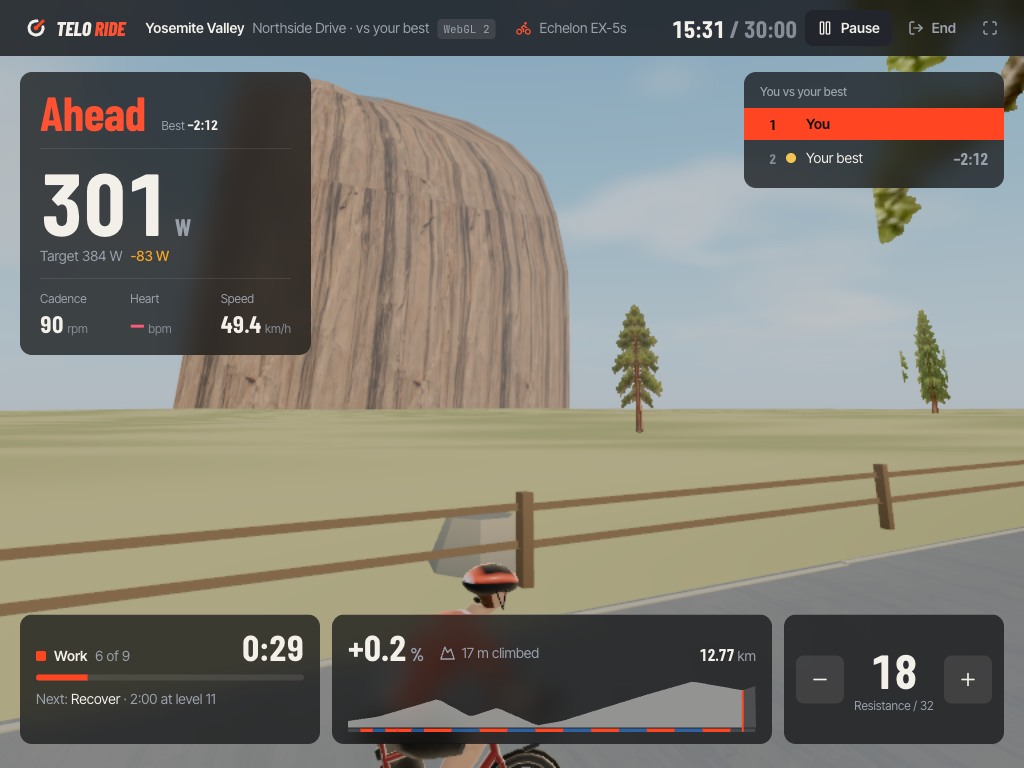 TELO RIDE
Yosemite Valley Northside Drive · vs your best WebGL 2
Echelon EX-5s
15:31 / 30:00
Pause
End
Ahead Best −2:12
301 W
Target 384 W -83 W
Cadence Heart Speed
90 rpm — bpm 49.4 km/h
You vs your best
1 You
2 Your best −2:12
Work 6 of 9 0:29
Next: Recover · 2:00 at level 11
+0.2 % 17 m climbed 12.77 km
− 18 +
Resistance / 32